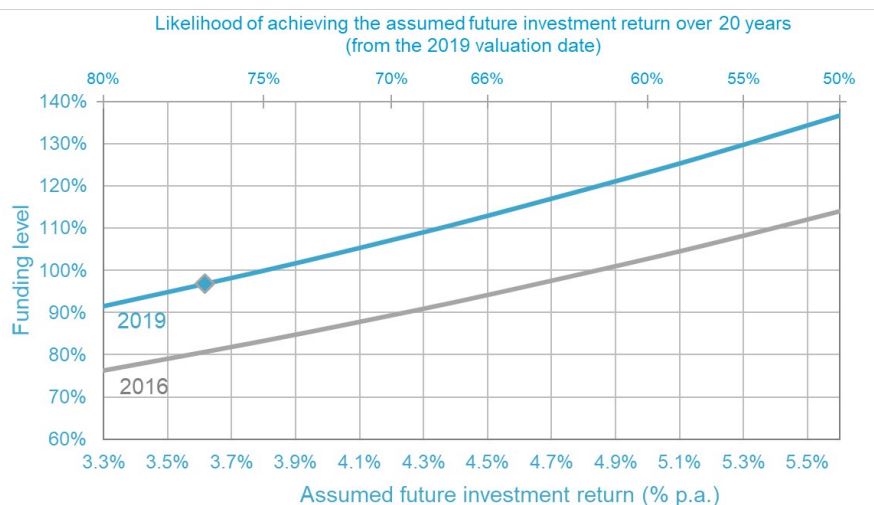 Likelihood of achieving the assumed future investment return over 20 years
(from the 2019 valuation date)
80% 75% 70% 66% 60% 55% 50%
140%
130%
120%
110%
100%
90%
80%
70%
60%
Funding level
2019
2016
3.3% 3.5% 3.7% 3.9% 4.1% 4.3% 4.5% 4.7% 4.9% 5.1% 5.3% 5.5%
Assumed future investment return (% p.a.)